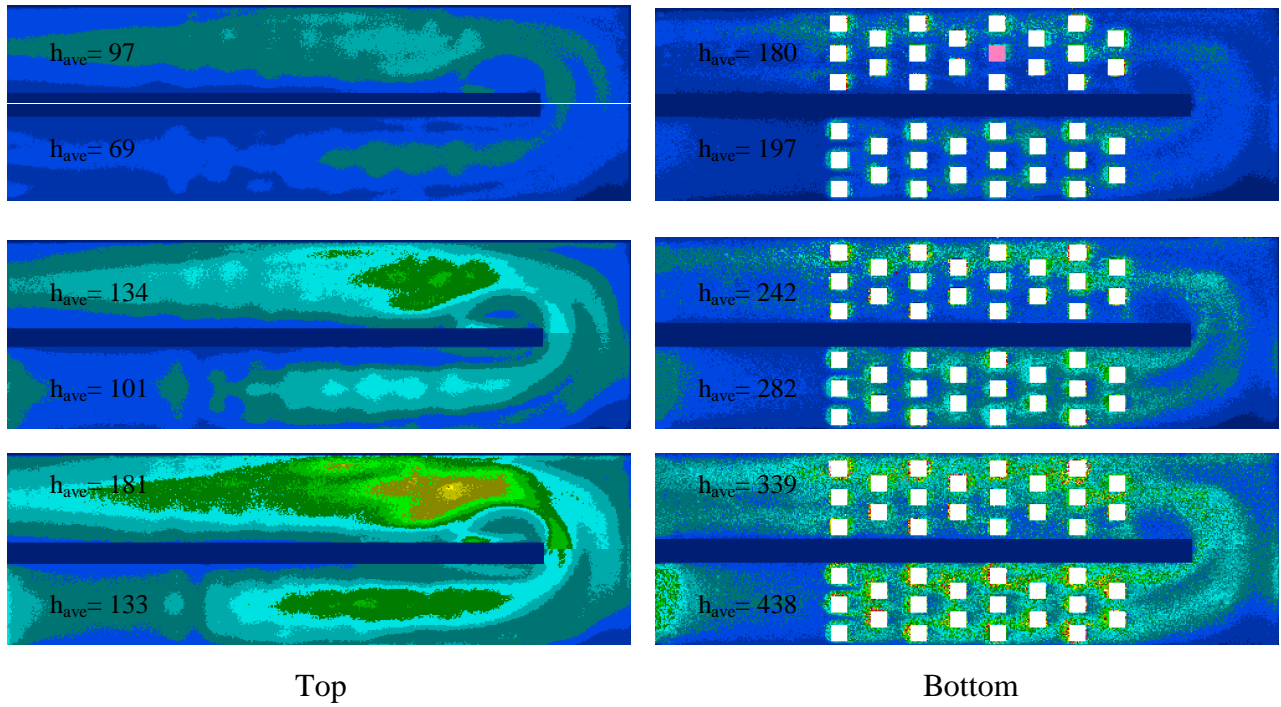 h_ave= 97
h_ave= 180
h_ave= 69
h_ave= 197
h_ave= 134
h_ave= 242
h_ave= 101
h_ave= 282
h_ave= 181
h_ave= 339
h_ave= 133
h_ave= 438
Top
Bottom